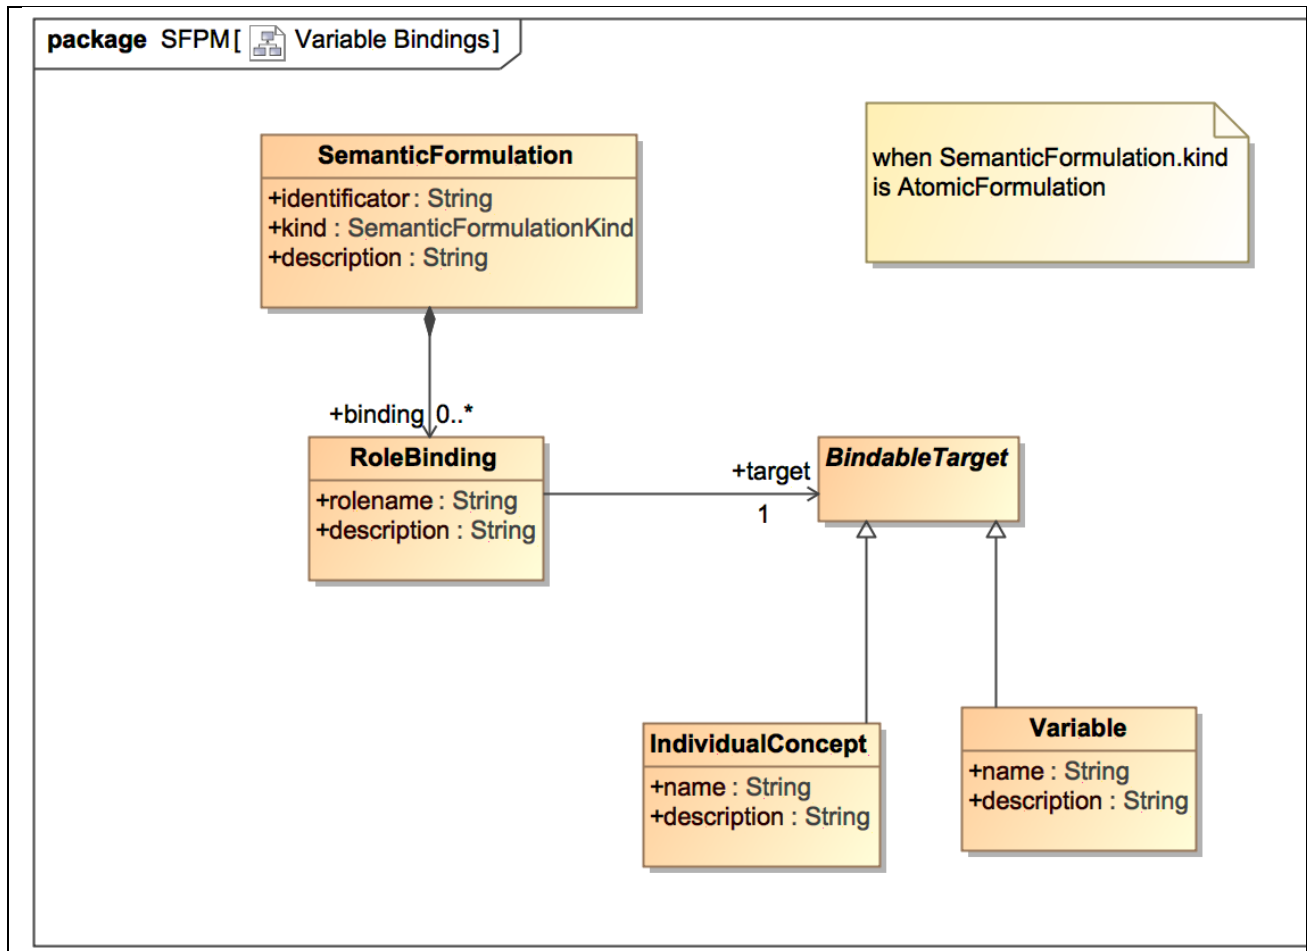 package SFPM[ Variable Bindings]
when SemanticFormulation.kind
is AtomicFormulation
SemanticFormulation
+identificator : String
+kind : SemanticFormulationKind
+description : String
+binding 0..*
RoleBinding
+rolename : String
+description : String
+target
1
BindableTarget
IndividualConcept
+name : String
+description : String
Variable
+name : String
+description : String